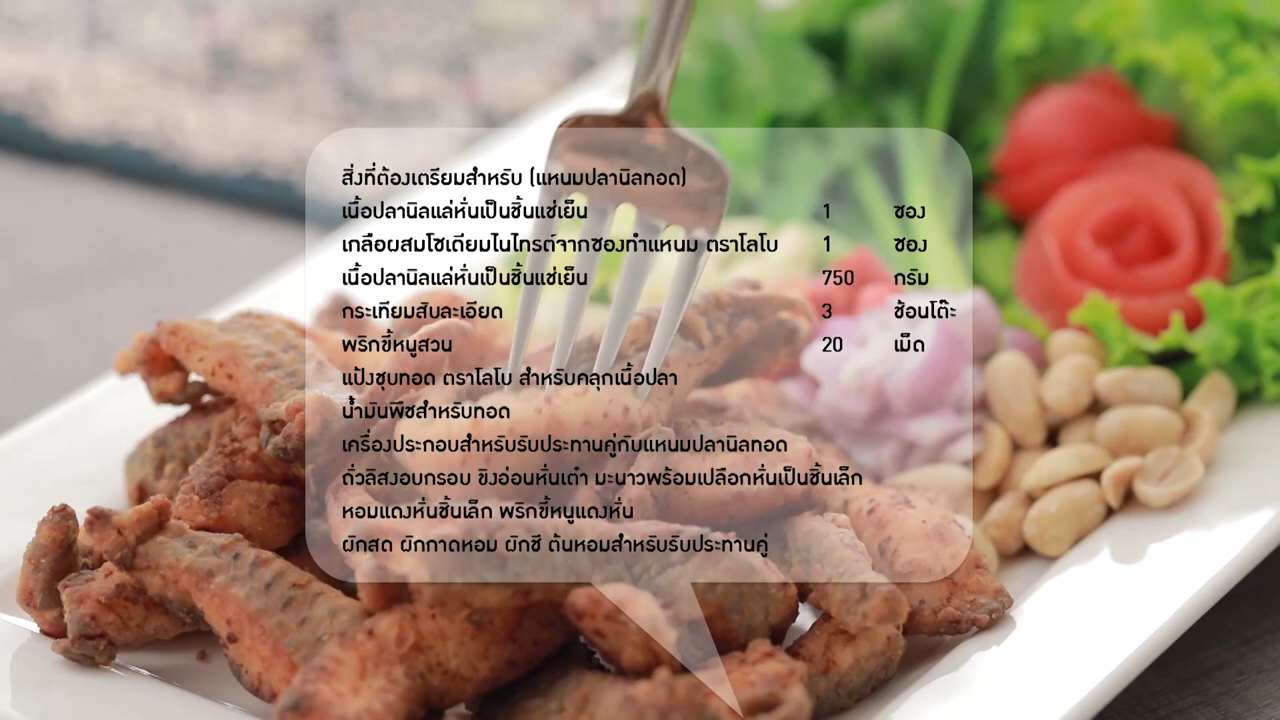 สิ่งที่ต้องเตรียมสำหรับ (แหนมปลานิลทอด)
เนื้อปลานิลแล่หั่นเป็นชิ้นแช่เย็น 1 ซอง
เกลือผสมโซเดียมไนไทรต์จากซองทำแหนม ตราโลโบ 1 ซอง
เนื้อปลานิลแล่หั่นเป็นชิ้นแช่เย็น 750 กรัม
กระเทียมสับละเอียด 3 ช้อนโต๊ะ
พริกขี้หนูสวน 20 เม็ด
แป้งชุบทอด ตราโลโบ สำหรับคลุกเนื้อปลา
น้ำมันพืชสำหรับทอด
เครื่องประกอบสำหรับรับประทานคู่กับแหนมปลานิลทอด
ถั่วลิสงอบกรอบ ขิงอ่อนหั่นเต๋า มะนาวพร้อมเปลือกหั่นเป็นชิ้นเล็ก
หอมแดงหั่นชิ้นเล็ก พริกขี้หนูแดงหั่น
ผักสด ผักกาดหอม ผักชี ต้นหอมสำหรับรับประทานคู่